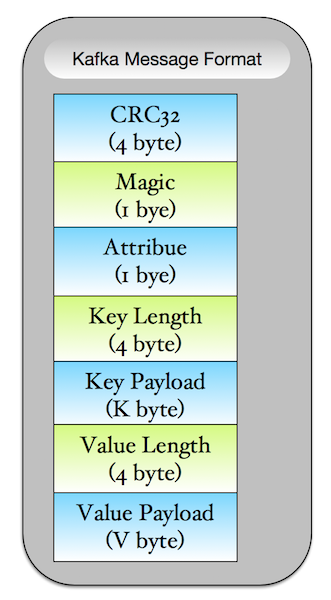 Kafka Message Format
CRC32
(4 byte)
Magic
(1 bye)
Attribue
(1 bye)
Key Length
(4 byte)
Key Payload
(K byte)
Value Length
(4 byte)
Value Payload
(V byte)